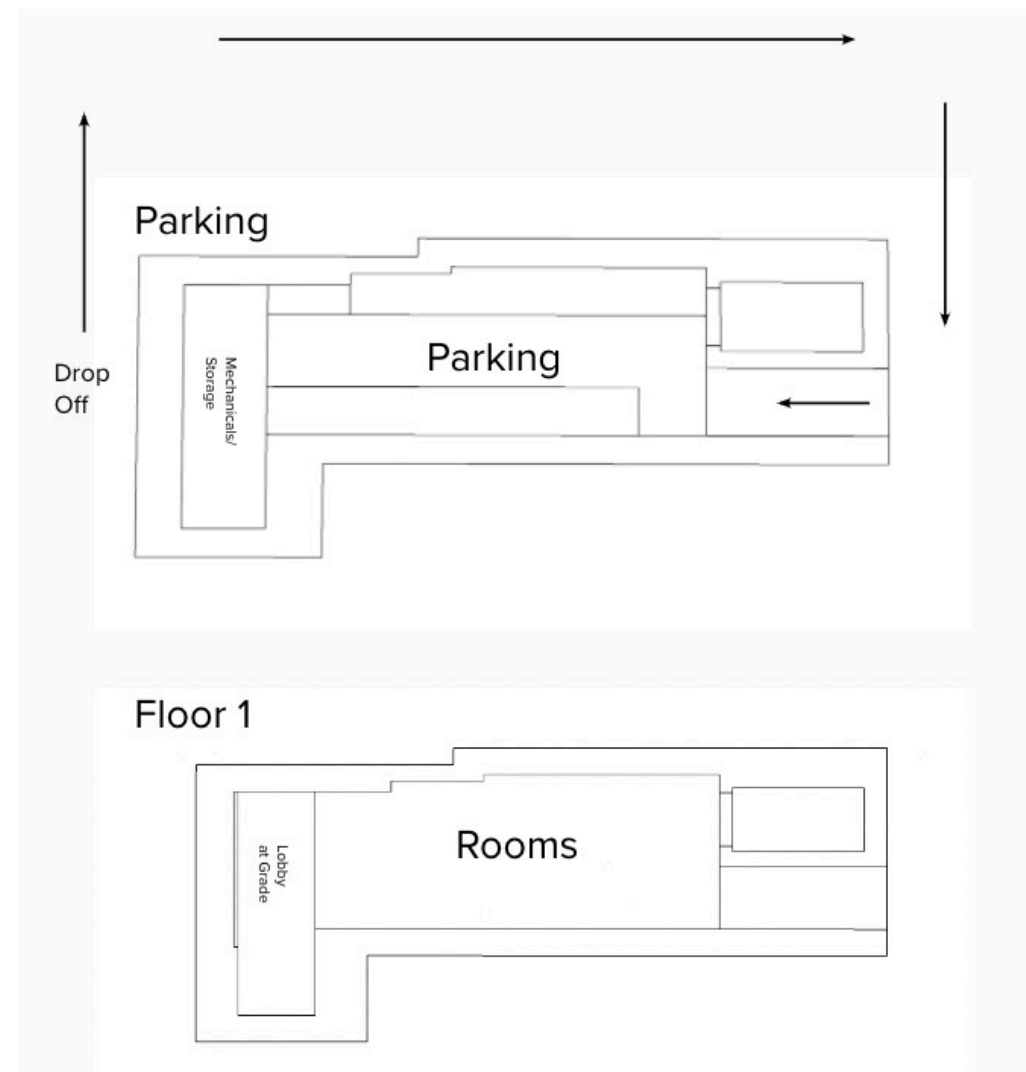 Parking
Drop
Off
Mechanicals/
Storage
Parking
Floor 1
Lobby
at Grade
Rooms